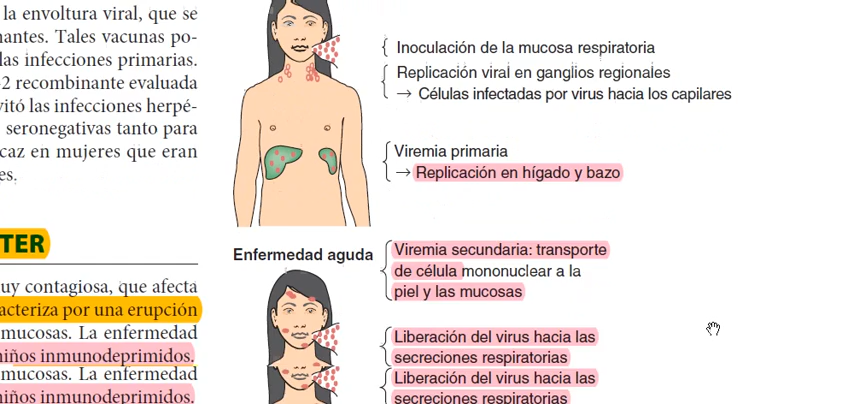 la envoltura viral, que se
nantes. Tales vacunas po-
las infecciones primarias.
-2 recombinante evaluada
vitó las infecciones herpé-
seronegativas tanto para
caz en mujeres que eran
es.
TER
uy contagiosa, que afecta
acteriza por una erupción
mucosas. La enfermedad
niños inmunodeprimidos.
mucosas. La enfermedad
niños inmunodeprimidos.
Inoculación de la mucosa respiratoria
Replicación viral en ganglios regionales
→ Células infectadas por virus hacia los capilares
Viremia primaria
→ Replicación en hígado y bazo
Enfermedad aguda
Viremia secundaria: transporte
de célula mononuclear a la
piel y las mucosas
Liberación del virus hacia las
secreciones respiratorias
Liberación del virus hacia las
secreciones respiratorias